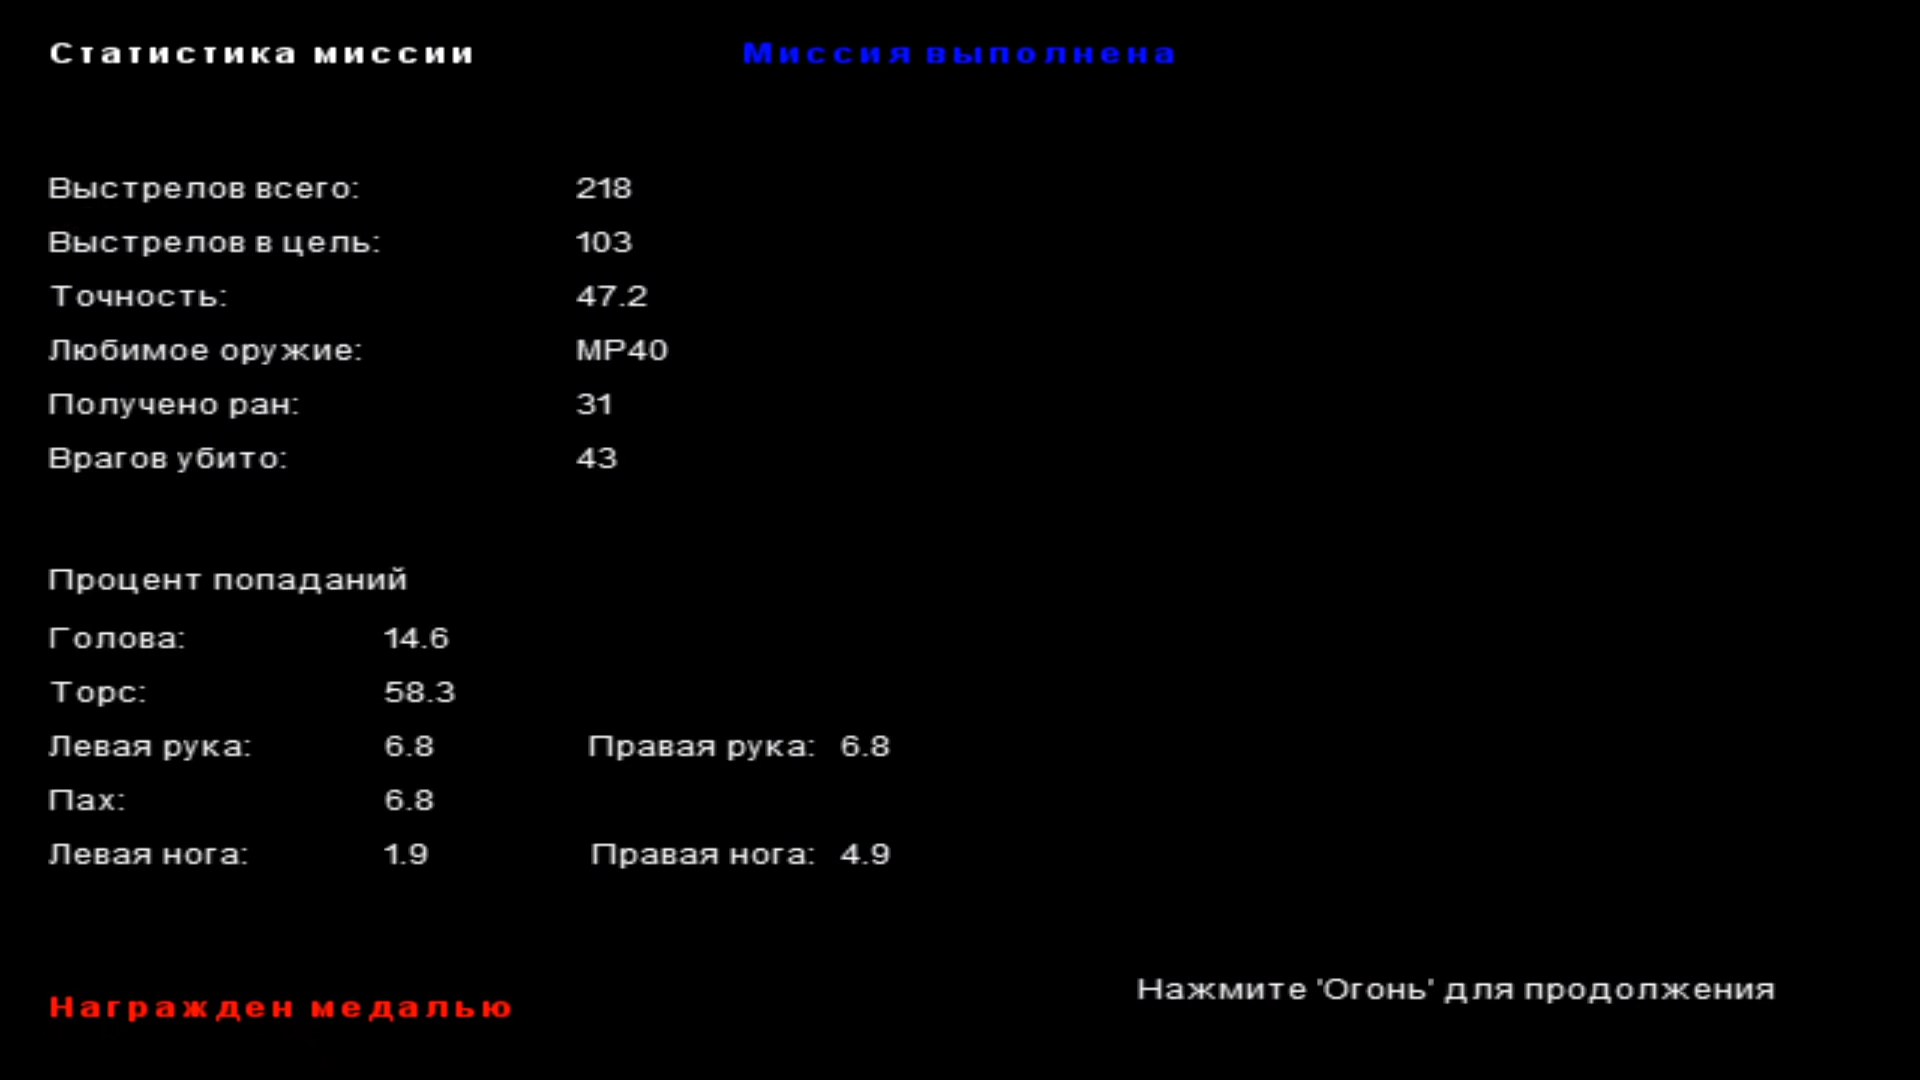 Статистика миссии Миссия выполнена
Выстрелов всего: 218
Выстрелов в цель: 103
Точность: 47.2
Любимое оружие: MP40
Получено ран: 31
Врагов убито: 43
Процент попаданий
Голова: 14.6
Торс: 58.3
Левая рука: 6.8 Правая рука: 6.8
Пах: 6.8
Левая нога: 1.9 Правая нога: 4.9
Нажмите 'Огонь' для продолжения
Награжден медалью